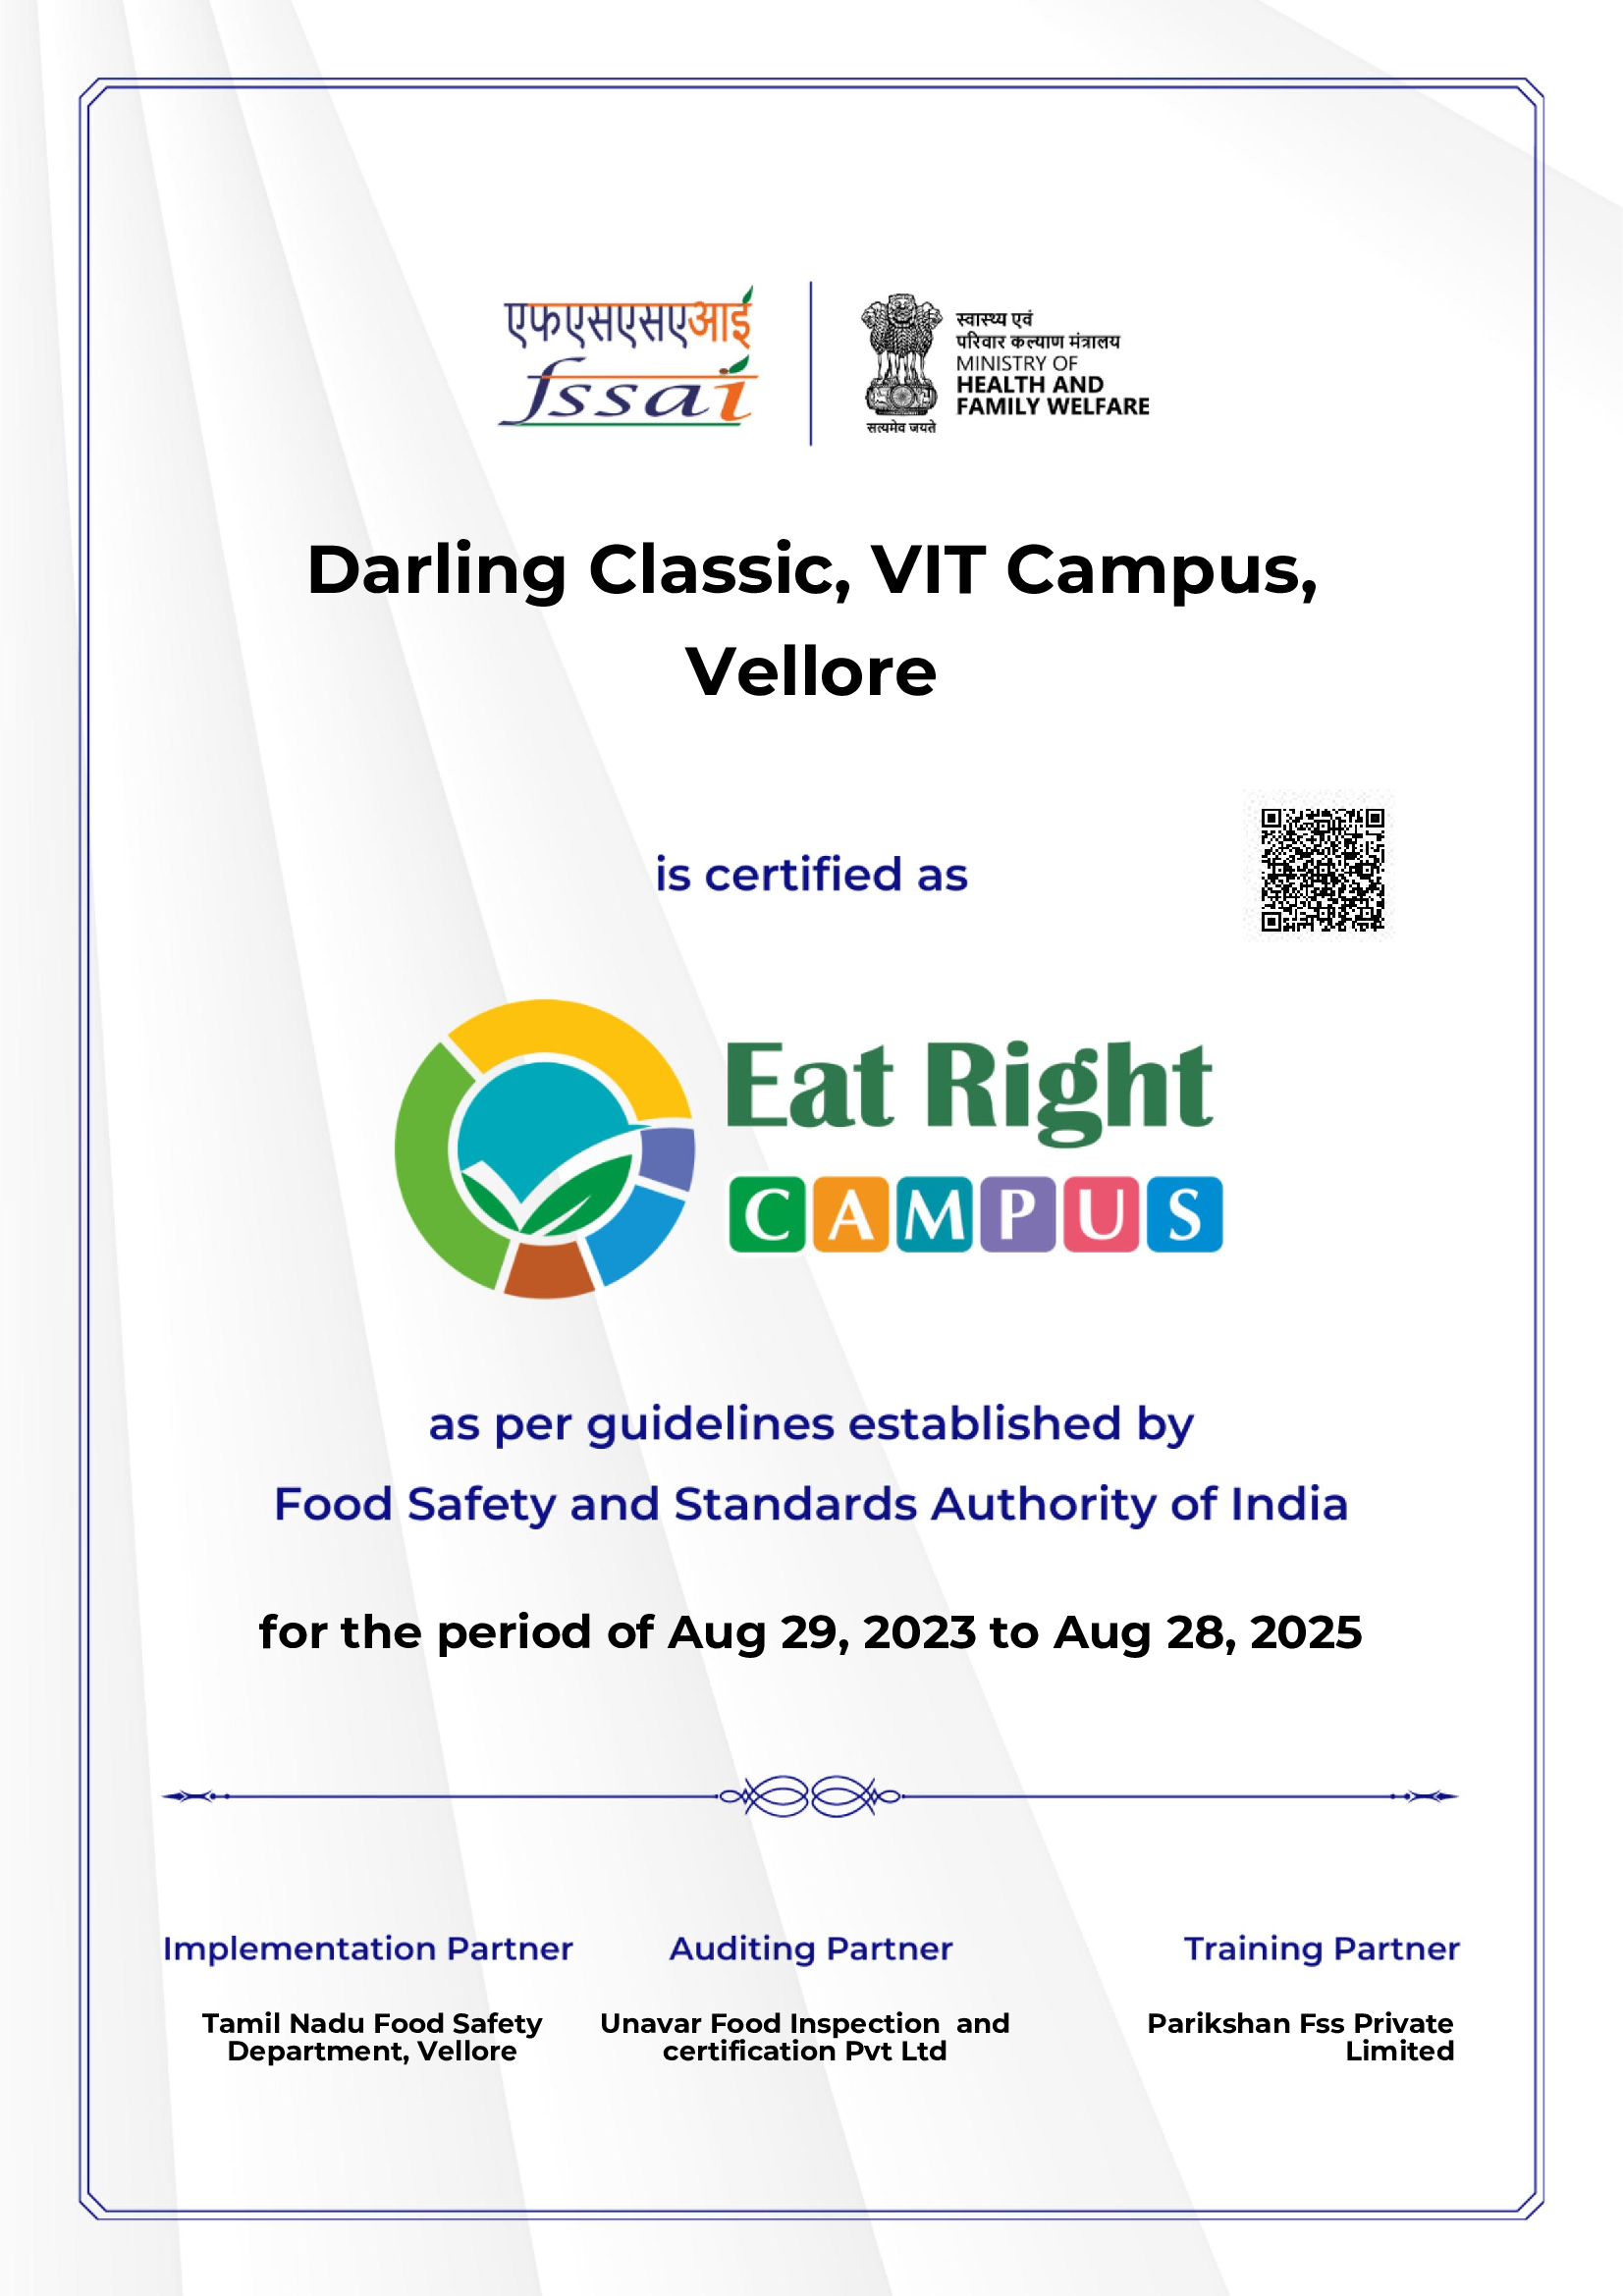 एफएसएसएआई
fssai
सत्यमेव जयते
स्वास्थ्य एवं
परिवार कल्याण मंत्रालय
MINISTRY OF
HEALTH AND
FAMILY WELFARE
Darling Classic, VIT Campus,
Vellore
is certified as
Eat Right
CAMPUS
as per guidelines established by
Food Safety and Standards Authority of India
for the period of Aug 29, 2023 to Aug 28, 2025
Implementation Partner
Tamil Nadu Food Safety
Department, Vellore
Auditing Partner
Unavar Food Inspection  and
certification Pvt Ltd
Training Partner
Parikshan Fss Private
Limited